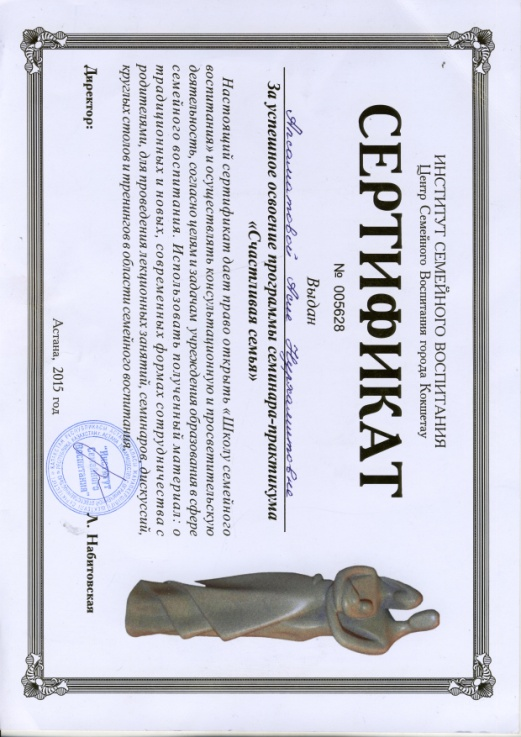 ИНСТИТУТ СЕМЕЙНОГО ВОСПИТАНИЯ
Центр Семейного Воспитания города Кокшетау
СЕРТИФИКАТ
№ 005628
Выдан
Асие
За успешное освоение программы семинара-практикума
«Счастливая семья»
Настоящий сертификат дает право открыть «Школу семейного
воспитания» и осуществлять консультационную и просветительскую
деятельность, согласно целям и задачам учреждения образования в сфере
семейного воспитания. Использовать полученный материал: о
традиционных и новых, современных формах сотрудничества с
родителями, для проведения лекционных занятий, семинаров, дискуссий,
круглых столов и тренингов в области семейного воспитания.
Директор: Л. Набитовская
Астана, 2015 год